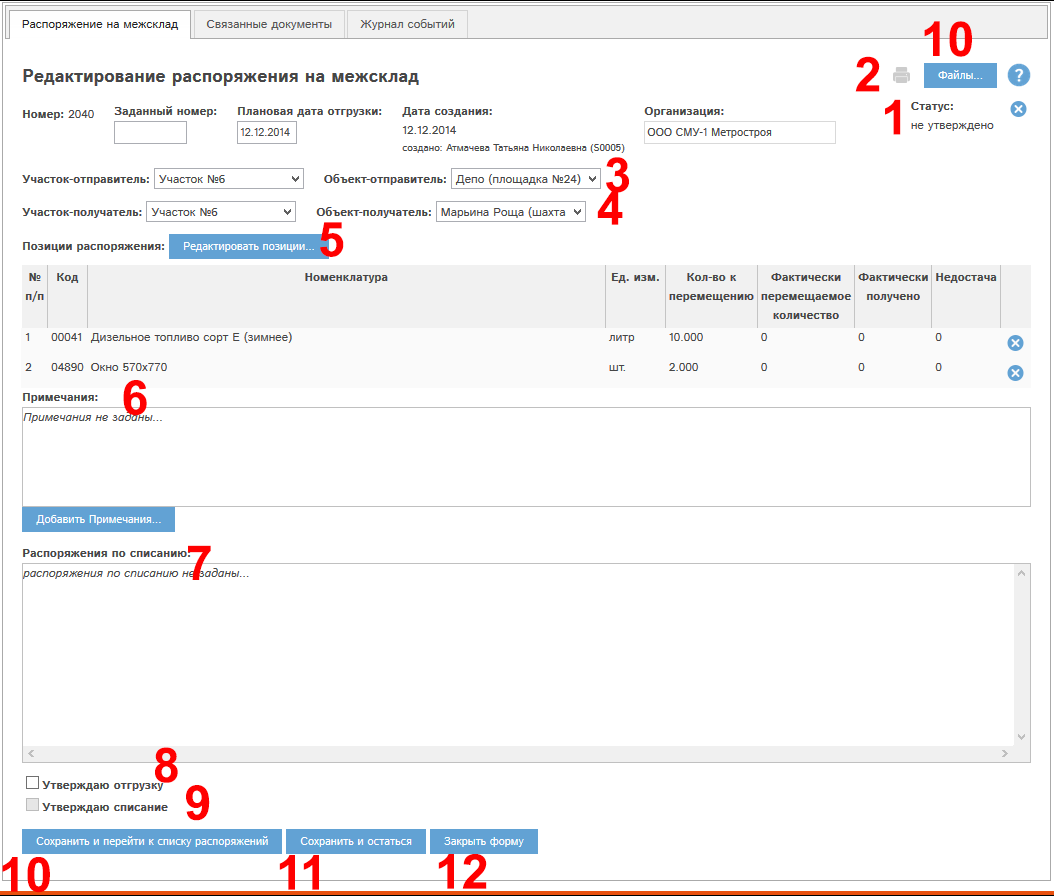 Распоряжение на межсклад Связанные документы Журнал событий
10
Редактирование распоряжения на межсклад 2 Файлы... ?
Номер: 2040 Заданный номер: Плановая дата отгрузки: Дата создания: Организация: 1 Статус:
12.12.2014 12.12.2014 ООО СМУ-1 Метрострой не утверждено
создано: Атмачева Татьяна Николаевна (S0005)
Участок-отправитель: Участок №6 Объект-отправитель: Депо (площадка №24) 3
Участок-получатель: Участок №6 Объект-получатель: Марьина Роща (шахта 4
Позиции распоряжения: Редактировать позиции... 5
№ Код Номенклатура Ед. изм. Кол-во к Фактически Фактически Недостача
п/п перемещению перемещаемое получено
количество
1 00041 Дизельное топливо сорт Е (зимнее) литр 10.000 0 0 0
2 04890 Окно 570x770 шт. 2.000 0 0 0
Примечания: 6
Примечания не заданы...
Добавить Примечания...
Распоряжения по списанию: 7
распоряжения по списанию не заданы...
8
Утверждаю отгрузку
Утверждаю списание 9
Сохранить и перейти к списку распоряжений Сохранить и остаться Закрыть форму
10 11 12